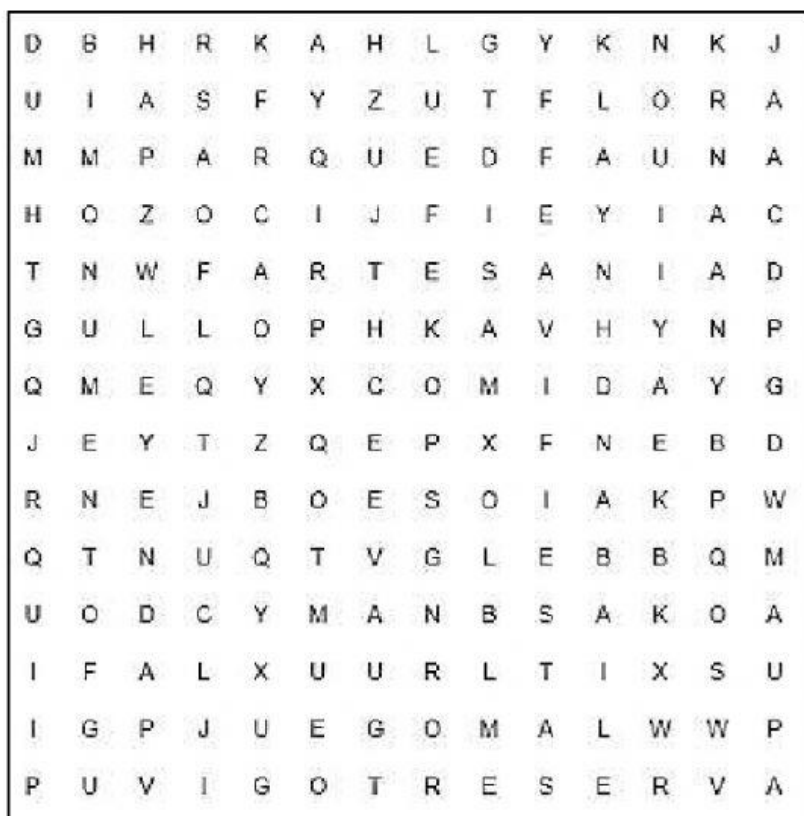 D B H R K A H L G Y K N K J
U I A S F Y Z U T F L O R A
M M P A R Q U E D F A U N A
H O Z O C I J F I E Y I A C
T N W F A R T E S A N I A D
G U L L O P H K A V H Y N P
Q M E Q Y X C O M I D A Y G
J E Y T Z Q E P X F N E B D
R N E J B O E S O I A K P W
Q T N U Q T V G L E B B Q M
U O D C Y M A N B S A K O A
I F A L X U U R L T I X S U
I G P J U E G O M A L W W P
P U V I G O T R E S E R V A